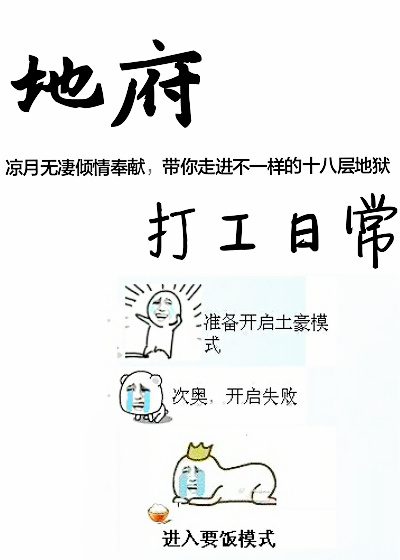 地府
凉月无凄倾情奉献，带你走进不一样的十八层地狱
打工日常
准备开启土豪模
式
次奥，开启失败
进入要饭模式